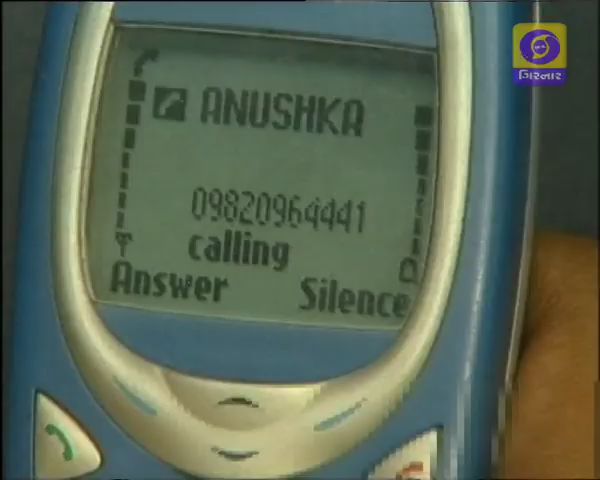 ગિરનાર
ANUSHKA
09820964441
calling
Answer Silence